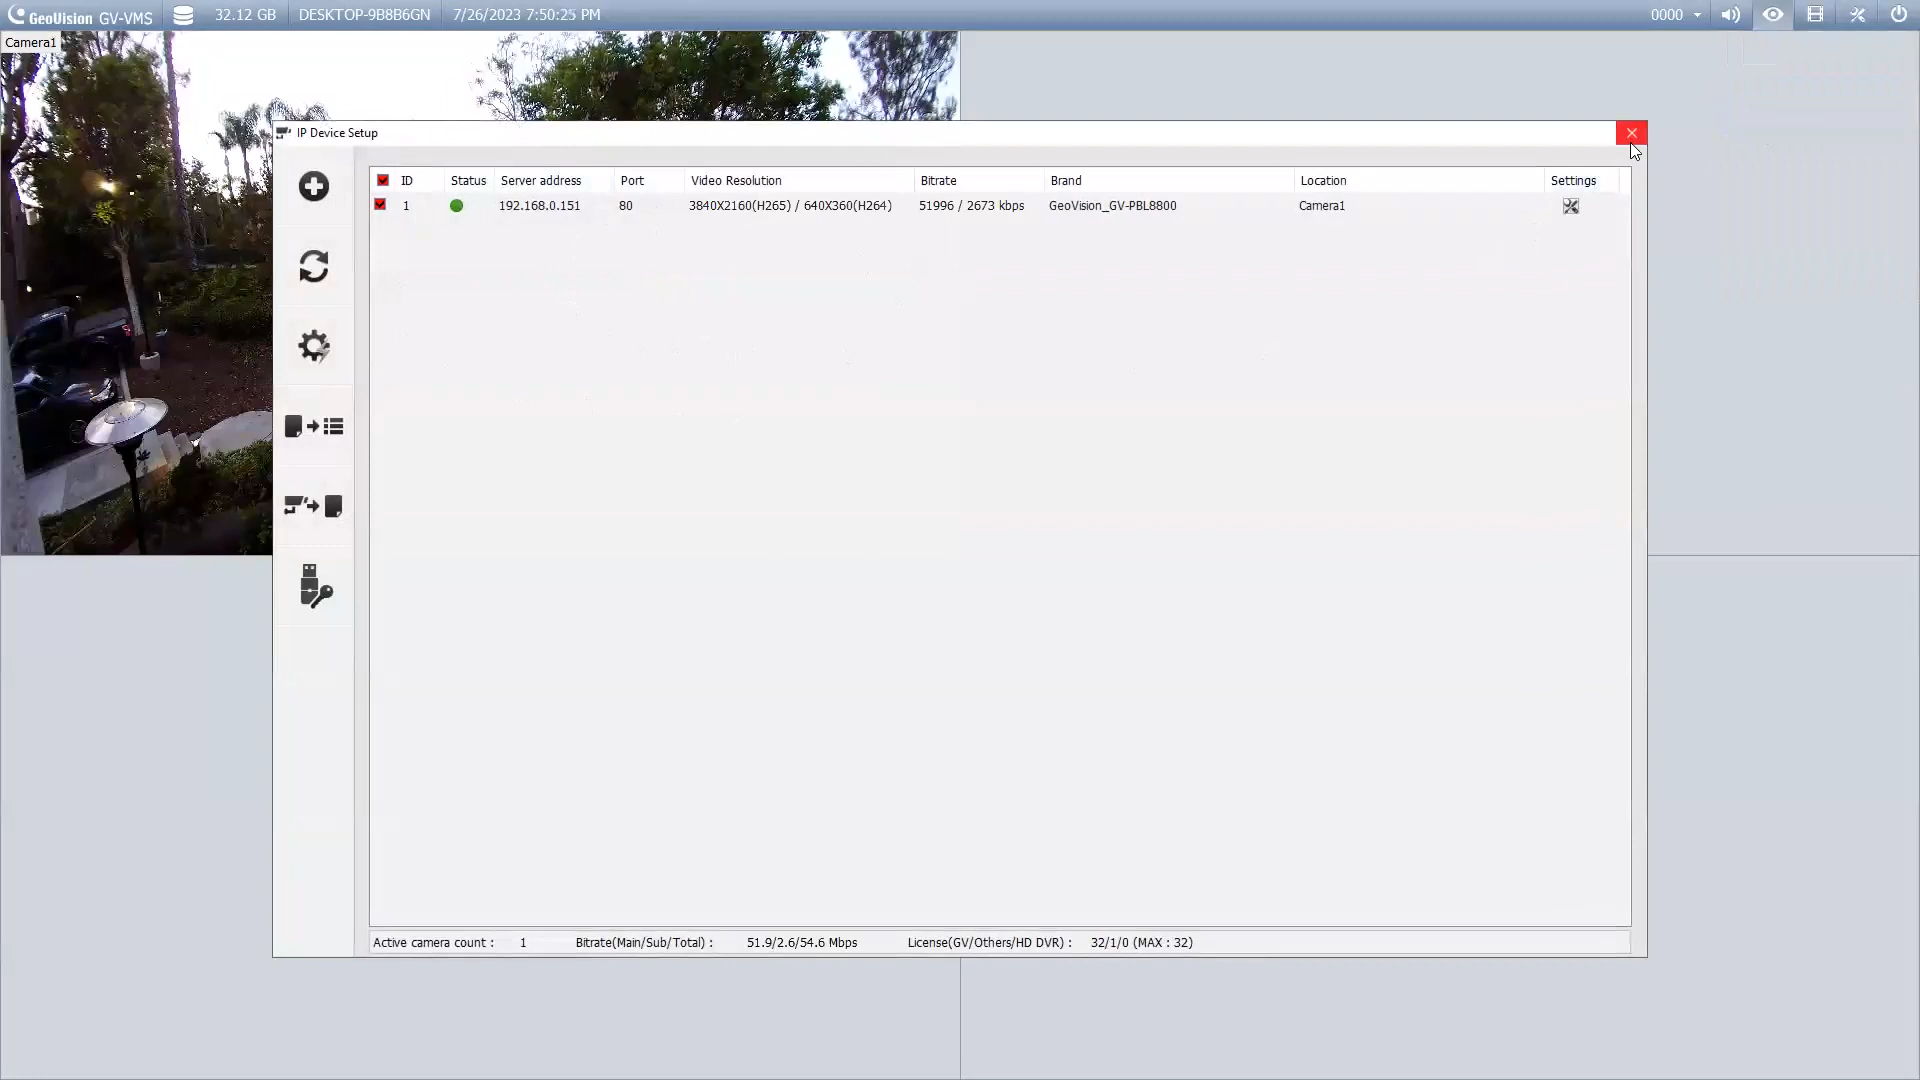 GeoVision GV-VMS 32.12 GB DESKTOP-9B8B6GN 7/26/2023 7:50:25 PM 0000
Camera1
IP Device Setup
ID Status Server address Port Video Resolution Bitrate Brand Location Settings
1 192.168.0.151 80 3840X2160(H265) / 640X360(H264) 51996 / 2673 kbps GeoVision_GV-PBL8800 Camera1
Active camera count : 1 Bitrate(Main/Sub/Total) : 51.9/2.6/54.6 Mbps License(GV/Others/HD DVR) : 32/1/0 (MAX : 32)